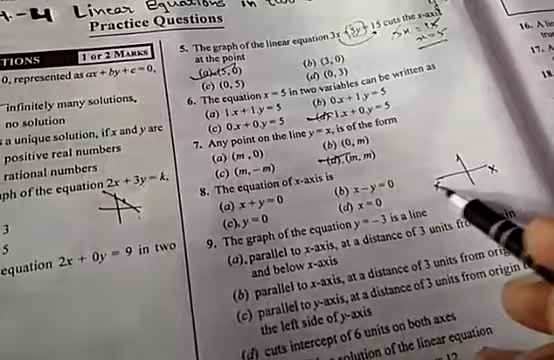 Linear Equations in
Practice Questions
TIONS
1 or 2 MARKS
0, represented as ax + by + c = 0,
infinitely many solutions.
no solution
s a unique solution, if x and y are
positive real numbers
rational numbers
aph of the equation 2x + 3y = k,
3
5
equation 2x + 0y = 9 in two
5. The graph of the linear equation 3x 5y 15 cuts the x-axis
at the point
(a) (5, 0)
(b) (3, 0)
(c) (0, 5)
(d) (0, 3)
6. The equation x = 5 in two variables can be written as
(a) 1.x + 1.y = 5
(b) 0.x + 1.y = 5
(c) 0.x + 0.y = 5
(d) 1.x + 0.y = 5
7. Any point on the line y = x, is of the form
(a) (m, 0)
(b) (0, m)
(c) (m, – m)
(d) (m, m)
8. The equation of x-axis is
(a) x + y = 0
(b) x – y = 0
(c) y = 0
(d) x = 0
x
9. The graph of the equation y = – 3 is a line
(a) parallel to x-axis, at a distance of 3 units
and below x-axis
(b) parallel to x-axis, at a distance of 3 units from
(c) parallel to y-axis, at a distance of 3 units from
the left side of y-axis
(d) cuts intercept of 6 units on both axes
solution of the linear equation
16. A
17.
18.